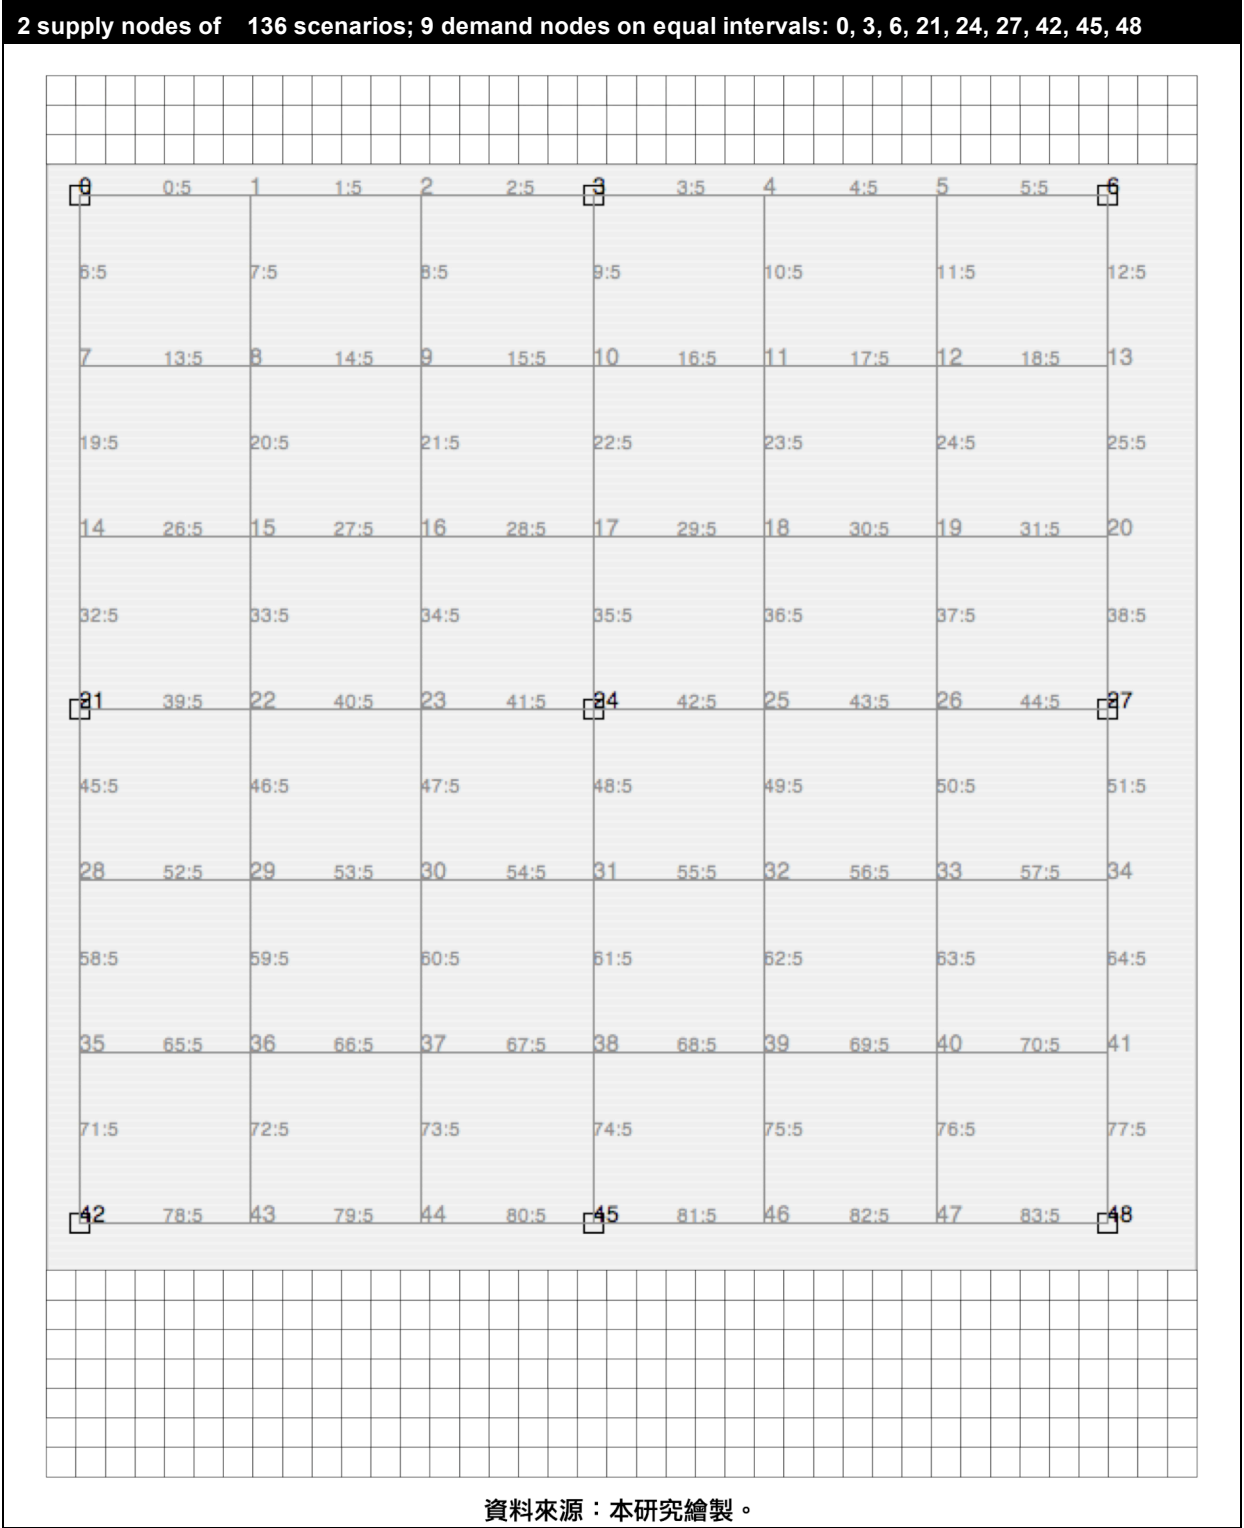 2 supply nodes of 136 scenarios; 9 demand nodes on equal intervals: 0, 3, 6, 21, 24, 27, 42, 45, 48
0 0:5 1 1:5 2 2:5 3 3:5 4 4:5 5 5:5 6
6:5 7:5 8:5 9:5 10:5 11:5 12:5
7 13:5 8 14:5 9 15:5 10 16:5 11 17:5 12 18:5 13
19:5 20:5 21:5 22:5 23:5 24:5 25:5
14 26:5 15 27:5 16 28:5 17 29:5 18 30:5 19 31:5 20
32:5 33:5 34:5 35:5 36:5 37:5 38:5
21 39:5 22 40:5 23 41:5 24 42:5 25 43:5 26 44:5 27
45:5 46:5 47:5 48:5 49:5 50:5 51:5
28 52:5 29 53:5 30 54:5 31 55:5 32 56:5 33 57:5 34
58:5 59:5 60:5 61:5 62:5 63:5 64:5
35 65:5 36 66:5 37 67:5 38 68:5 39 69:5 40 70:5 41
71:5 72:5 73:5 74:5 75:5 76:5 77:5
42 78:5 43 79:5 44 80:5 45 81:5 46 82:5 47 83:5 48
資料來源：本研究繪製。